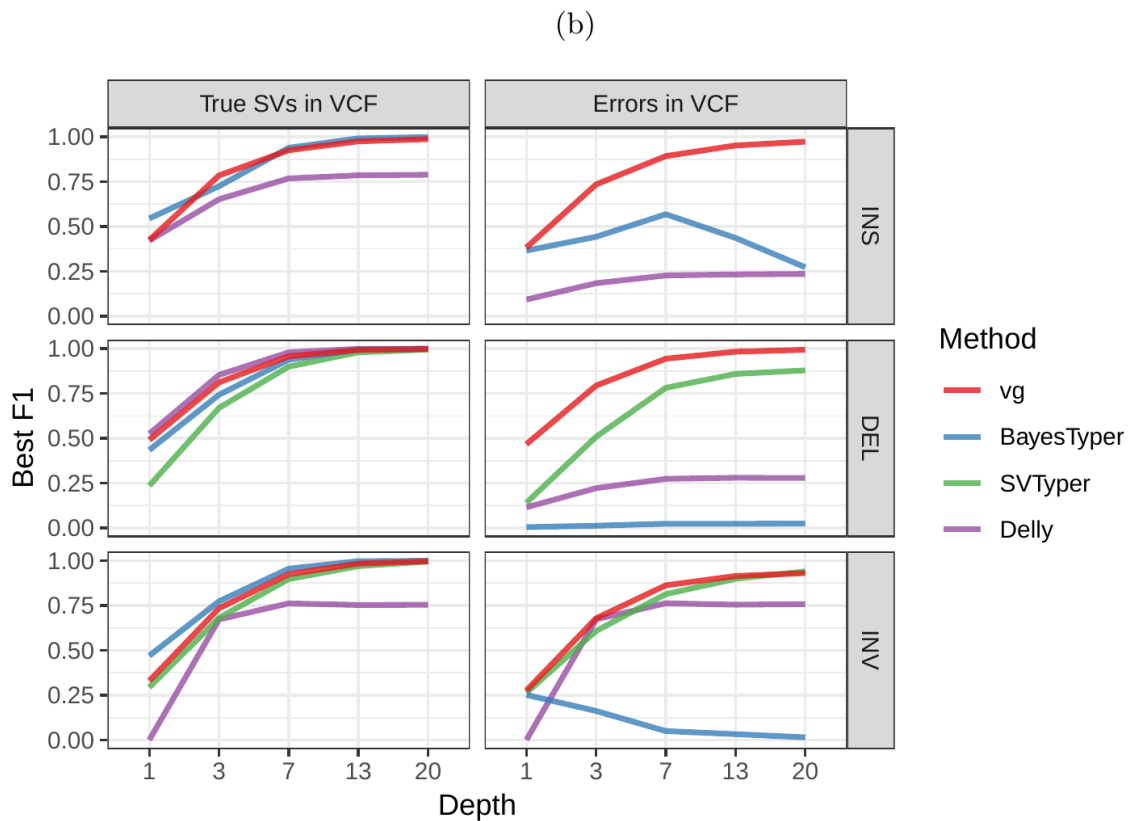 (b)
True SVs in VCF
Errors in VCF
1.00
0.75
0.50
0.25
0.00
INS
1.00
0.75
0.50
0.25
0.00
DEL
1.00
0.75
0.50
0.25
0.00
INV
Best F1
1 3 7 13 20
1 3 7 13 20
Depth
Method
vg
BayesTyper
SVTyper
Delly